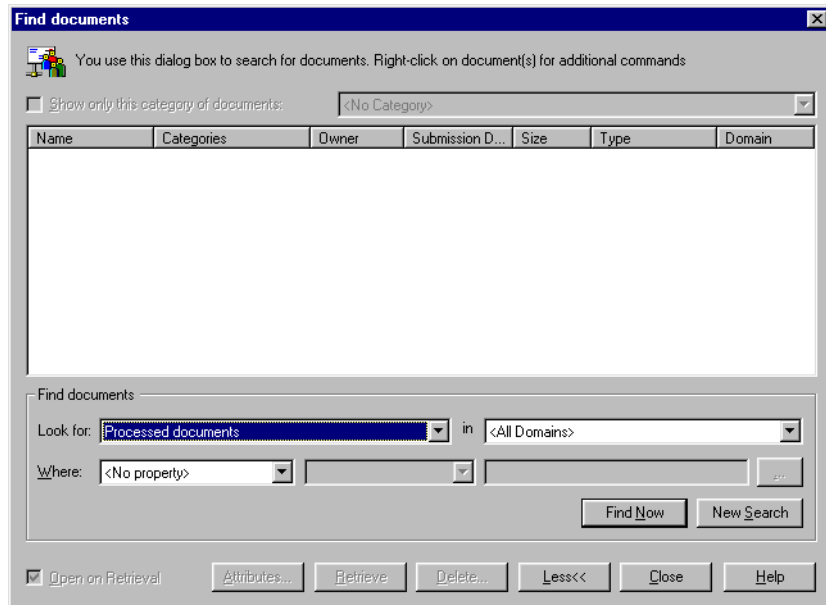 Find documents
You use this dialog box to search for documents. Right-click on document(s) for additional commands
Show only this category of documents: <No Category>
Name Categories Owner Submission D... Size Type Domain
Find documents
Look for: Processed documents in <All Domains>
Where: <No property> ...
Find Now New Search
Open on Retrieval Attributes... Retrieve Delete... Less<< Close Help